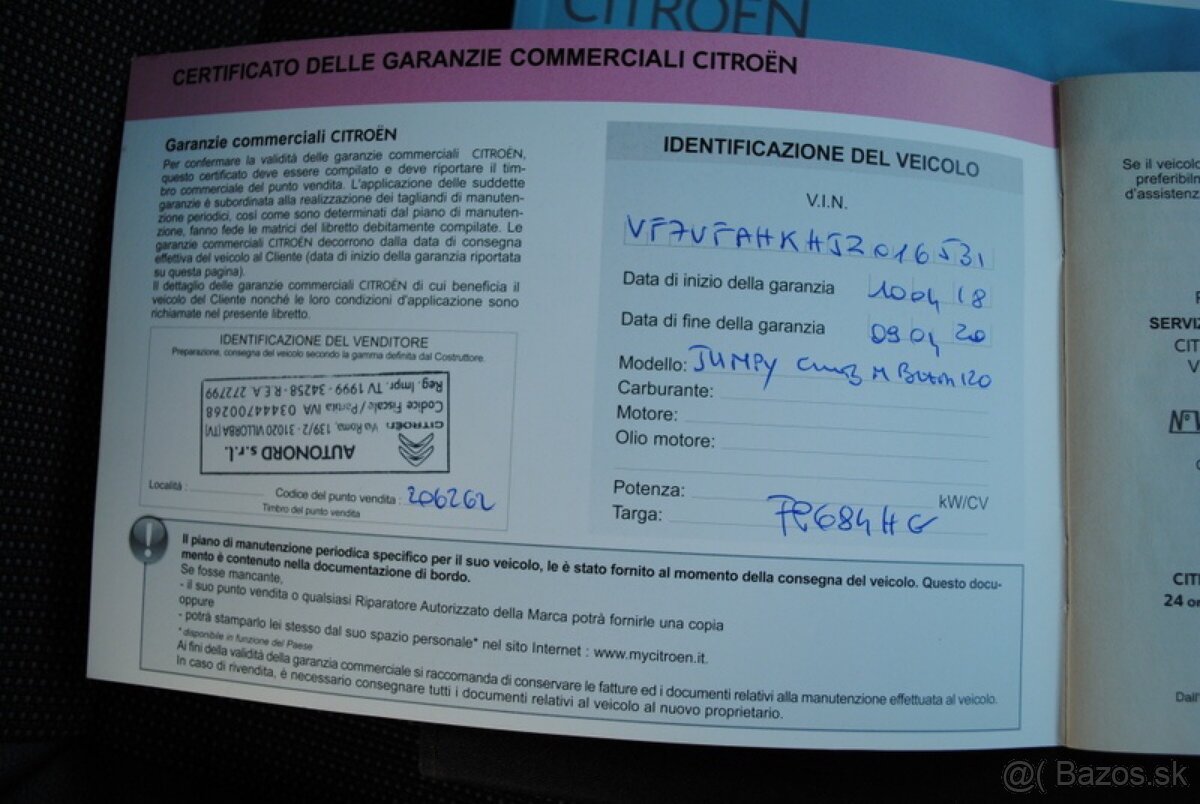 CITROËN
CERTIFICATO DELLE GARANZIE COMMERCIALI CITROËN
Garanzie commerciali CITROËN
Per confermare la validità delle garanzie commerciali CITROËN,
questo certificato deve essere compilato e deve riportare il tim-
bro commerciale del punto vendita. L'applicazione delle suddette
garanzie è subordinata alla realizzazione dei tagliandi di manuten-
zione periodici, così come sono determinati dal piano di manuten-
zione, fanno fede le matrici del libretto debitamente compilate. Le
garanzie commerciali CITROËN decorrono dalla data di consegna
effettiva del veicolo al Cliente (data di inizio della garanzia riportata
su questa pagina).
Il dettaglio delle garanzie commerciali CITROËN di cui beneficia il
veicolo del Cliente nonché le loro condizioni d'applicazione sono
richiamate nel presente libretto.
IDENTIFICAZIONE DEL VENDITORE
Preparazione, consegna del veicolo secondo la gamma definita dal Costruttore.
AUTONORD s.r.l.
CITROËN Via Roma, 139/2 - 31020 VILLORBA (TV)
Codice Fiscale / Partita IVA 03444700268
Reg. Impr. TV 1999 - 34258 - R.E.A. 272799
Località :
Codice del punto vendita : 206262
Timbro del punto vendita
IDENTIFICAZIONE DEL VEICOLO
V.I.N.
VF7VFAHKHJZ016531
Data di inizio della garanzia 10 04 18
Data di fine della garanzia 09 04 20
Modello: JUMPY M 120
Carburante:
Motore:
Olio motore:
Potenza: kW/CV
Targa: 684HG
Il piano di manutenzione periodica specifico per il suo veicolo, le è stato fornito al momento della consegna del veicolo. Questo docu-
mento è contenuto nella documentazione di bordo.
Se fosse mancante,
- il suo punto vendita o qualsiasi Riparatore Autorizzato della Marca potrà fornirle una copia
oppure
- potrà stamparlo lei stesso dal suo spazio personale* nel sito Internet : www.mycitroen.it.
* disponibile in funzione del Paese
Ai fini della validità della garanzia commerciale si raccomanda di conservare le fatture ed i documenti relativi alla manutenzione effettuata al veicolo.
In caso di rivendita, è necessario consegnare tutti i documenti relativi al veicolo al nuovo proprietario.
Se il veicolo
preferibilm
d'assistenz
SERVIZ
CIT
V
N°V
CITI
24 or
Dall'
@( Bazos.sk